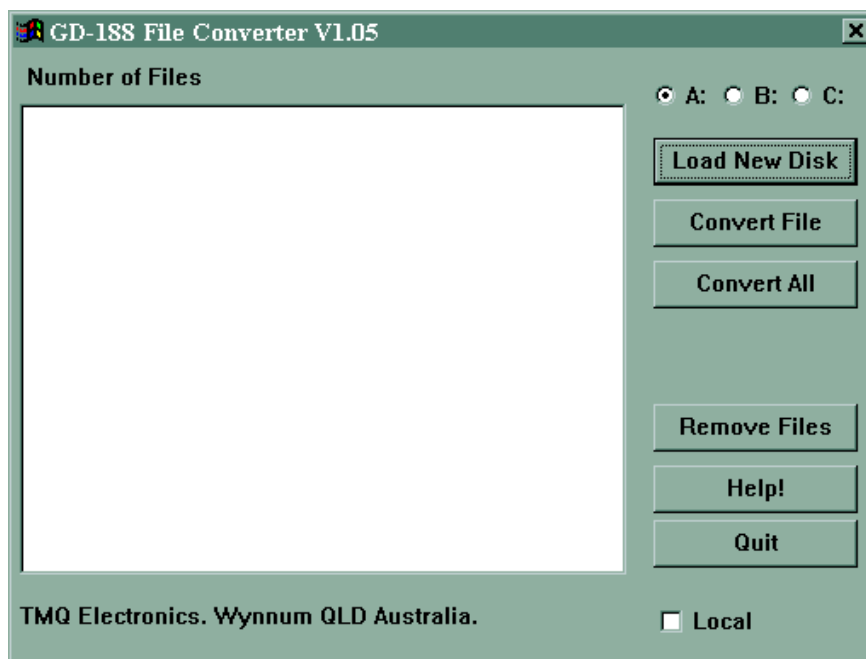 GD-188 File Converter V1.05
Number of Files
A: B: C:
Load New Disk
Convert File
Convert All
Remove Files
Help!
Quit
TMQ Electronics. Wynnum QLD Australia.
Local